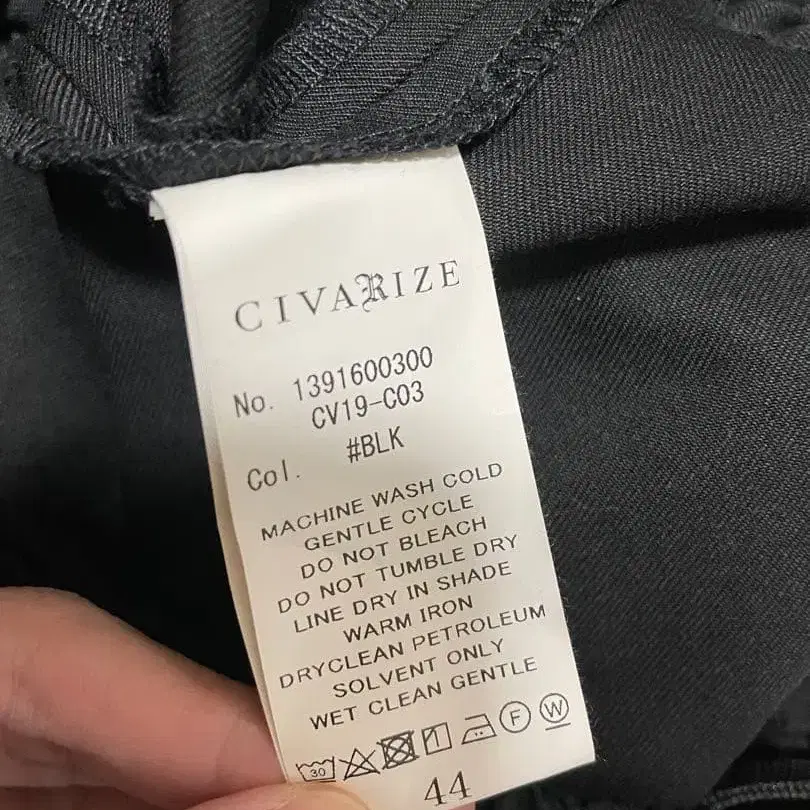 CIVARIZE
No. 1391600300
CV19-C03
Col. #BLK
MACHINE WASH COLD
GENTLE CYCLE
DO NOT BLEACH
DO NOT TUMBLE DRY
LINE DRY IN SHADE
WARM IRON
DRYCLEAN PETROLEUM
SOLVENT ONLY
WET CLEAN GENTLE
30 F W
44